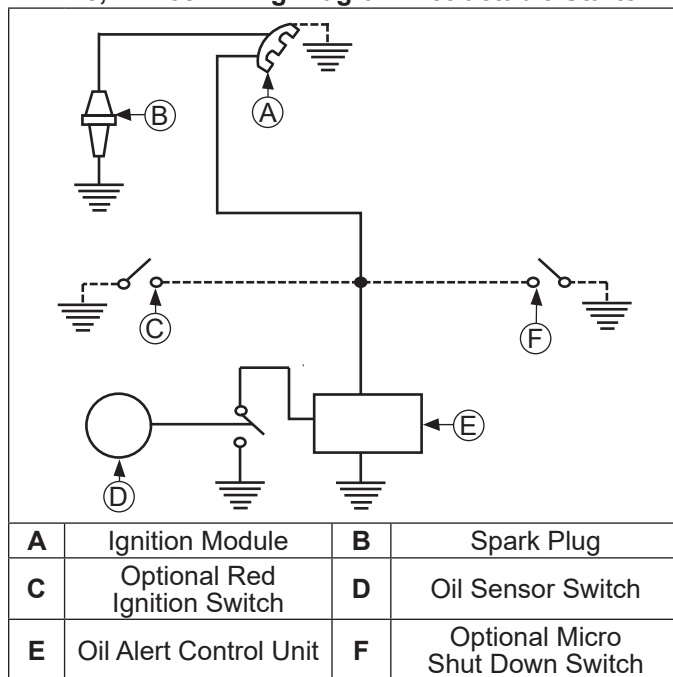 A
B
C
F
E
D
A Ignition Module B Spark Plug
C Optional Red Ignition Switch D Oil Sensor Switch
E Oil Alert Control Unit F Optional Micro Shut Down Switch